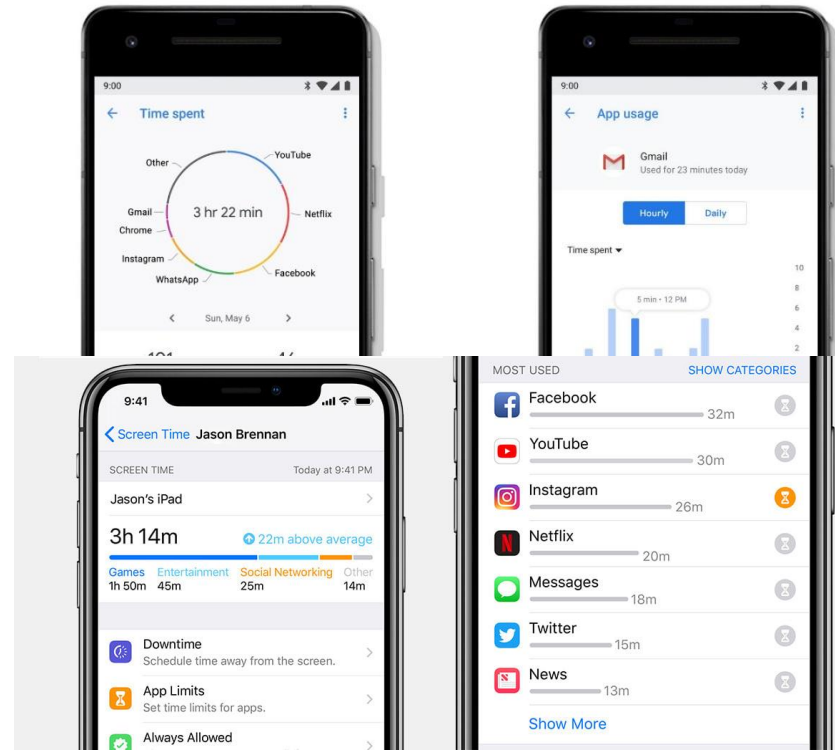 9:00
Time spent
Other
YouTube
Gmail
3 hr 22 min
Netflix
Chrome
Instagram
WhatsApp
Facebook
Sun, May 6
9:00
App usage
Gmail
Used for 23 minutes today
Hourly
Daily
Time spent
10
8
5 min • 12 PM
6
4
2
9:41
Screen Time Jason Brennan
SCREEN TIME Today at 9:41 PM
Jason's iPad
3h 14m 22m above average
Games Entertainment Social Networking Other
1h 50m 45m 25m 14m
Downtime
Schedule time away from the screen.
App Limits
Set time limits for apps.
Always Allowed
MOST USED SHOW CATEGORIES
Facebook
32m
YouTube
30m
Instagram
26m
Netflix
20m
Messages
18m
Twitter
15m
News
13m
Show More